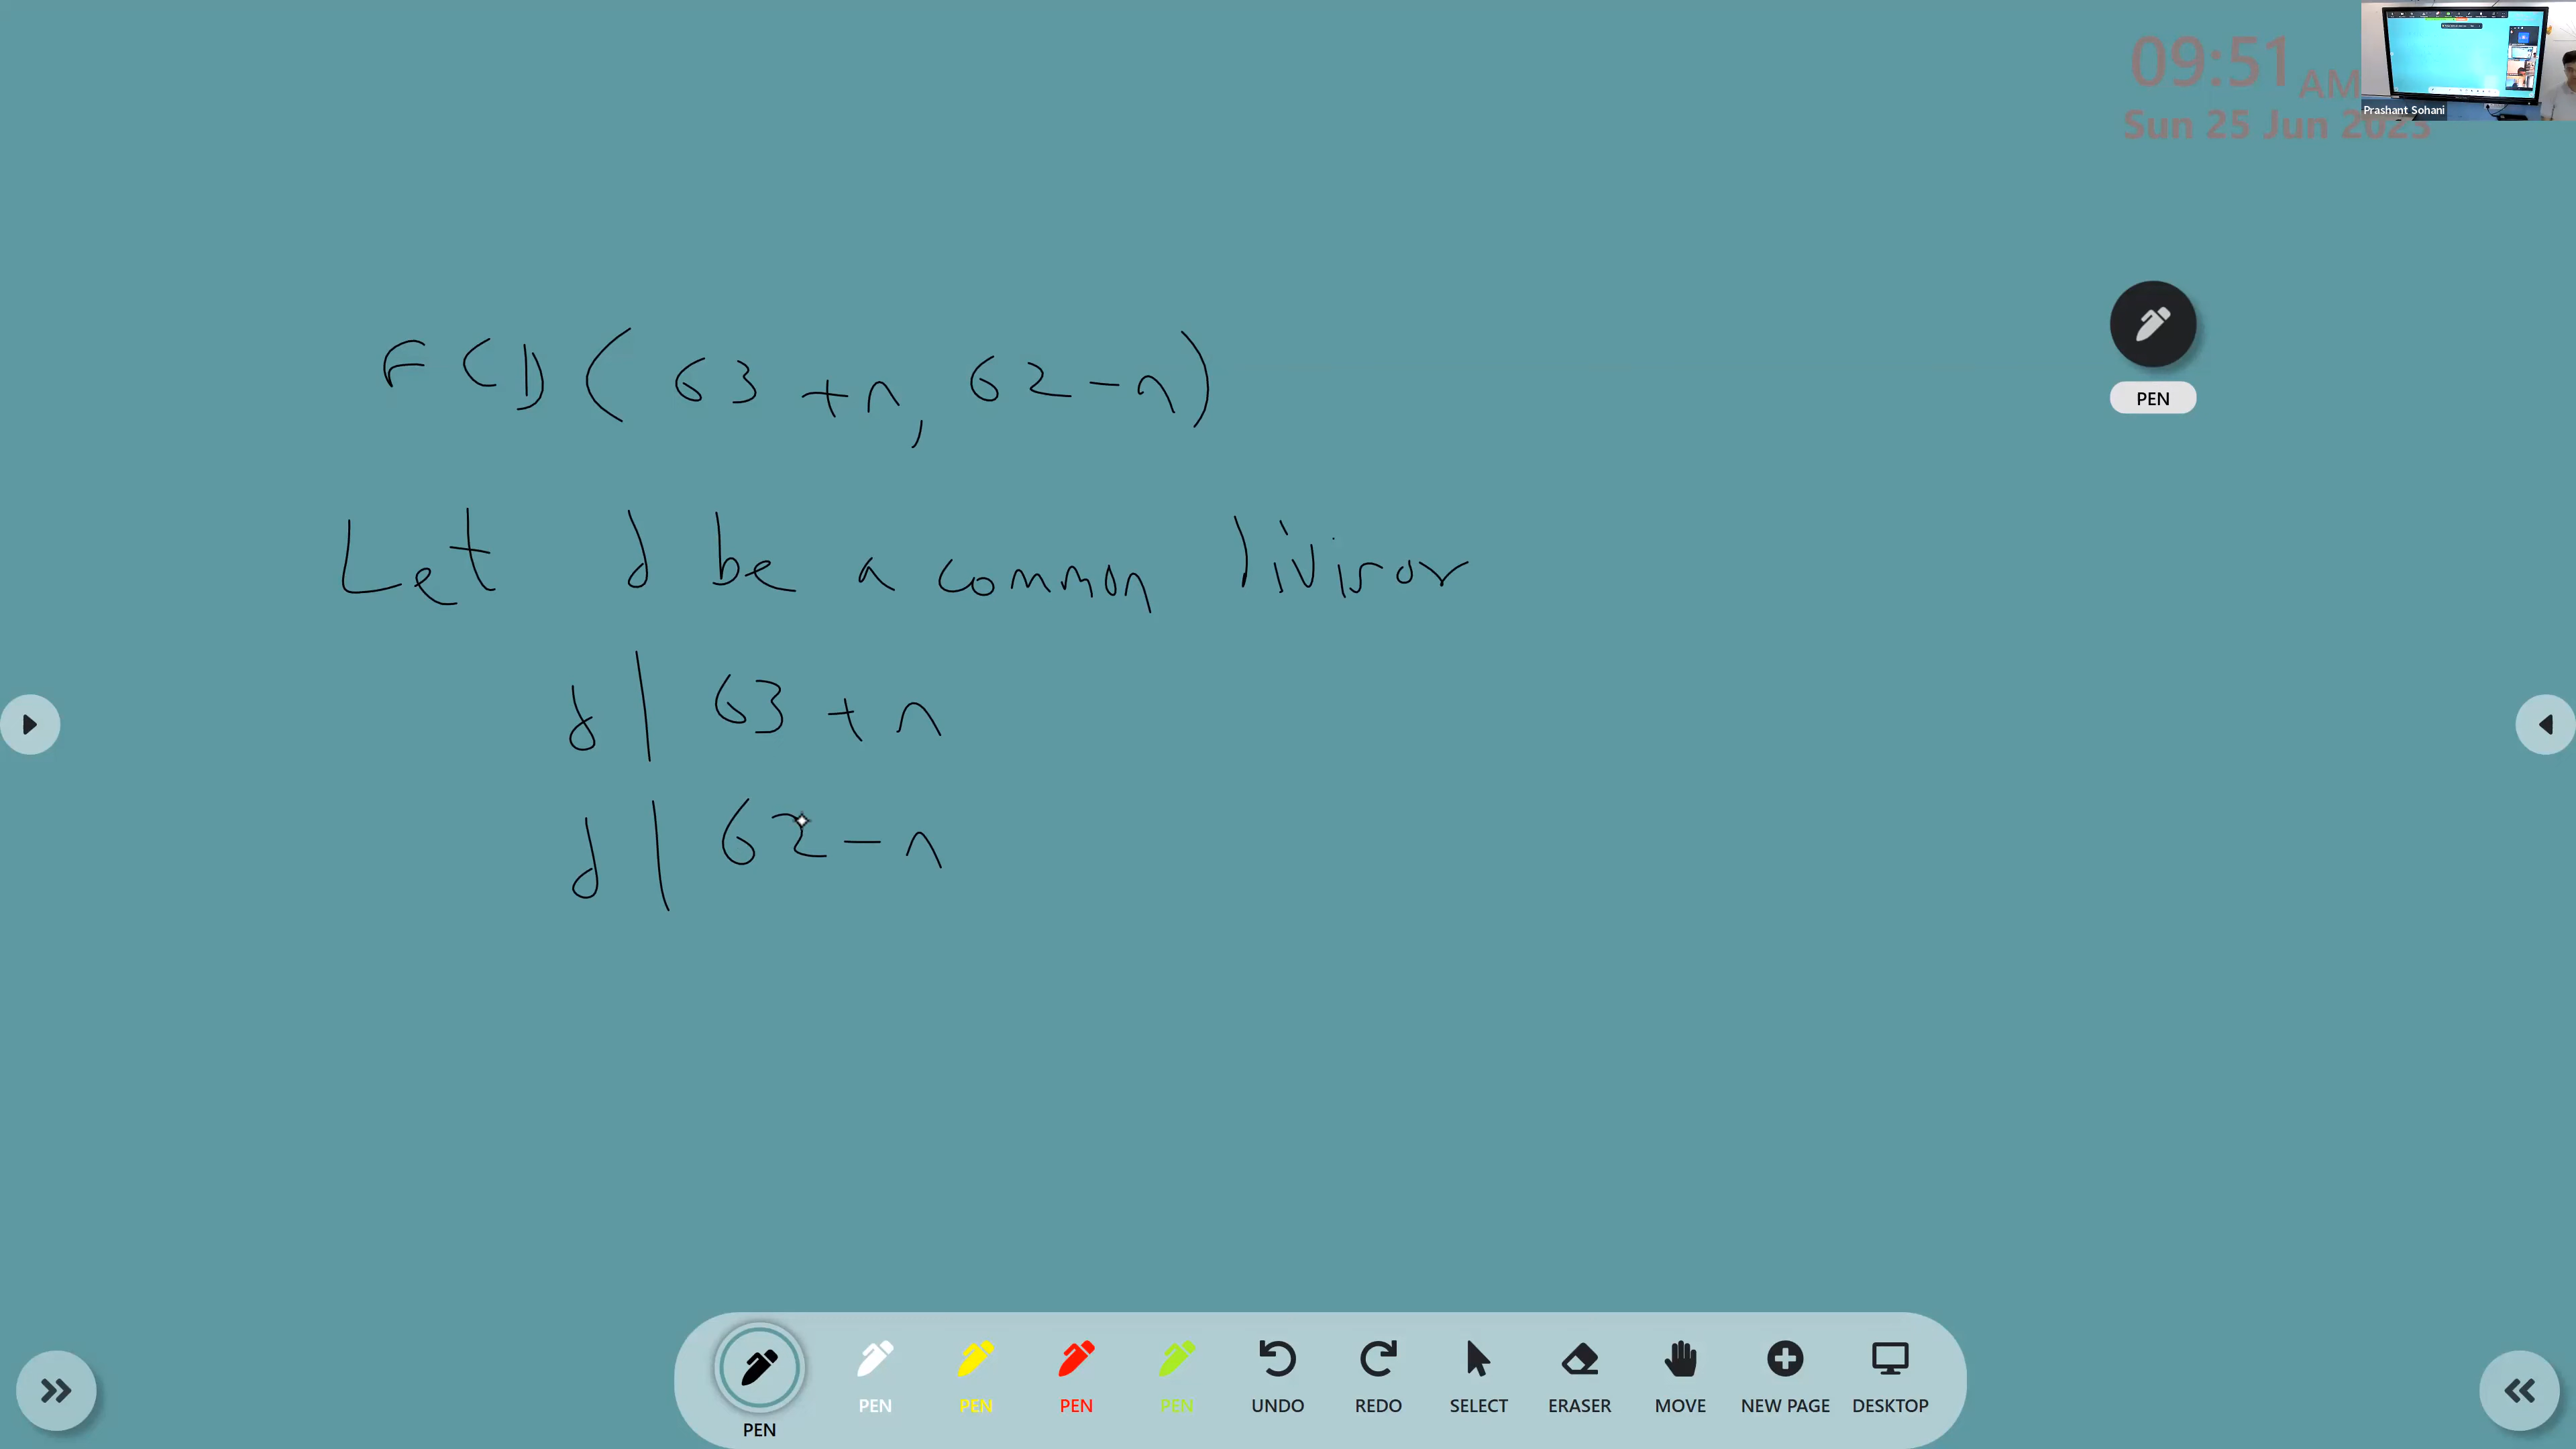 09:51 AM
Prashant Sohani
Sun 25 Jun 2023
GCD(63+n, 62-n)
Let d be a common divisor
d | 63 + n
d | 62 - n
PEN
PEN
PEN
PEN
PEN
PEN
UNDO
REDO
SELECT
ERASER
MOVE
NEW PAGE
DESKTOP